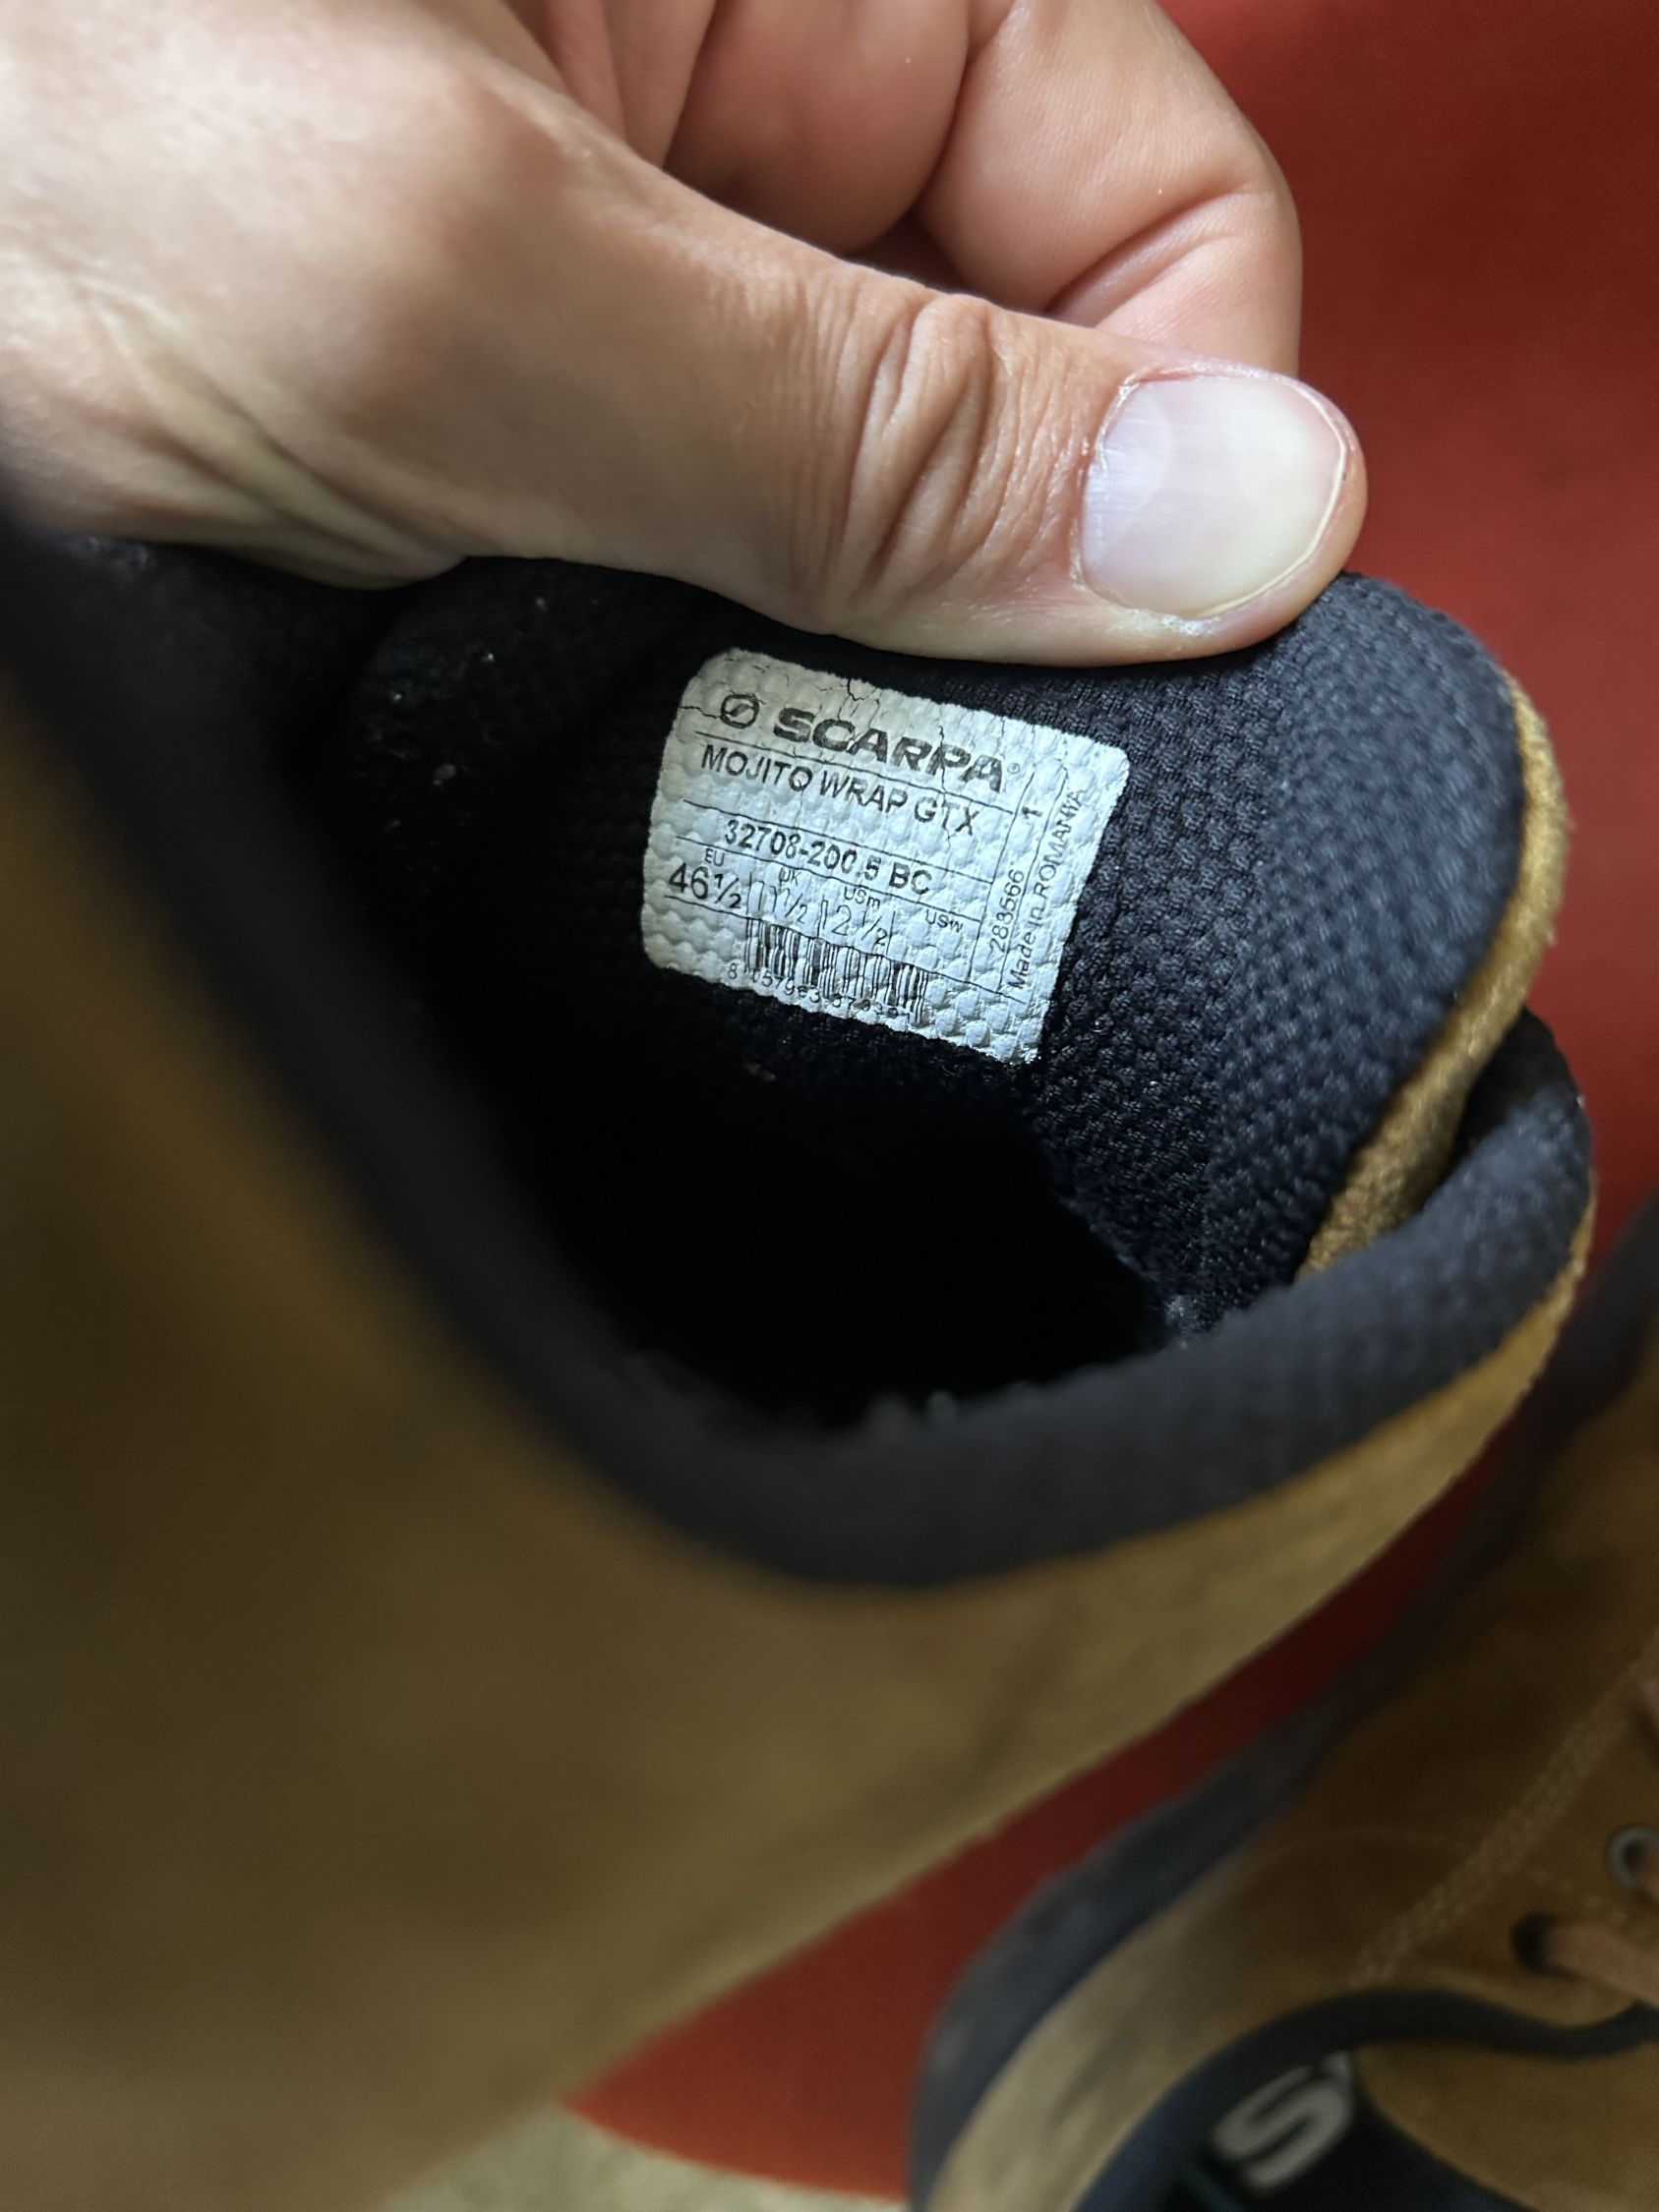 SCARPA®
MOJITO WRAP GTX
32708-200.5 BC
EU UK USm USw
46½ 11½ 12½
1
Made in ROMANIA
S